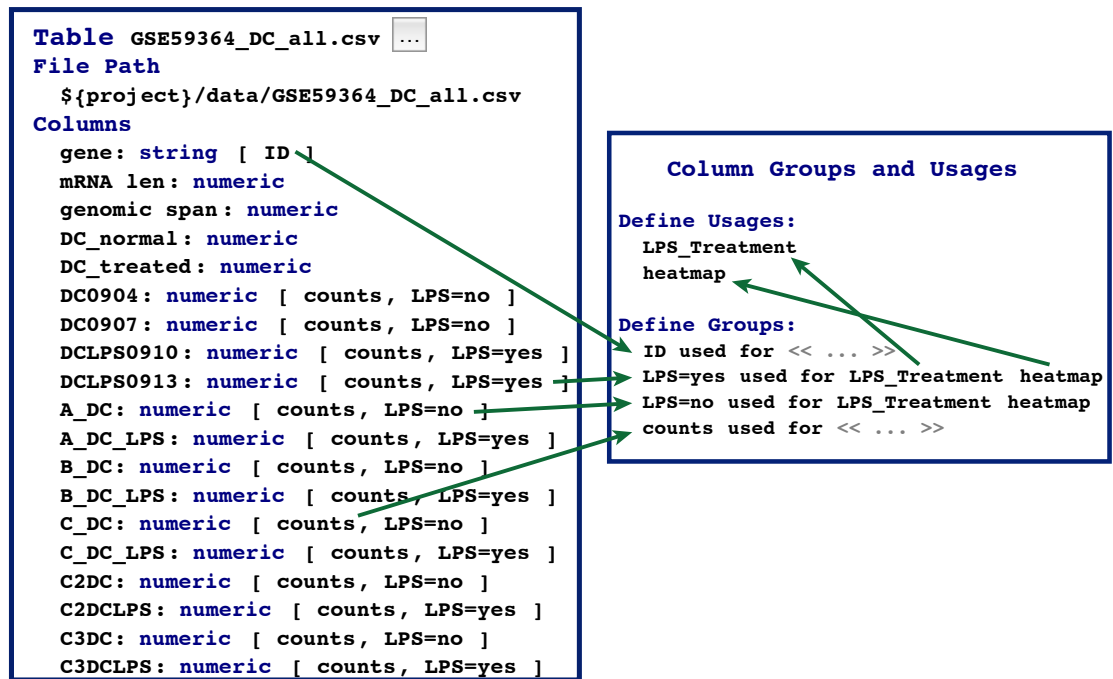 Table GSE59364_DC_all.csv ...
File Path
${project}/data/GSE59364_DC_all.csv
Columns
gene: string [ ID ]
mRNA len: numeric
genomic span: numeric
DC_normal: numeric
DC_treated: numeric
DC0904: numeric [ counts, LPS=no ]
DC0907: numeric [ counts, LPS=no ]
DCLPS0910: numeric [ counts, LPS=yes ]
DCLPS0913: numeric [ counts, LPS=yes ]
A_DC: numeric [ counts, LPS=no ]
A_DC_LPS: numeric [ counts, LPS=yes ]
B_DC: numeric [ counts, LPS=no ]
B_DC_LPS: numeric [ counts, LPS=yes ]
C_DC: numeric [ counts, LPS=no ]
C_DC_LPS: numeric [ counts, LPS=yes ]
C2DC: numeric [ counts, LPS=no ]
C2DCLPS: numeric [ counts, LPS=yes ]
C3DC: numeric [ counts, LPS=no ]
C3DCLPS: numeric [ counts, LPS=yes ]
Column Groups and Usages
Define Usages:
LPS_Treatment
heatmap
Define Groups:
ID used for << ... >>
LPS=yes used for LPS_Treatment heatmap
LPS=no used for LPS_Treatment heatmap
counts used for << ... >>